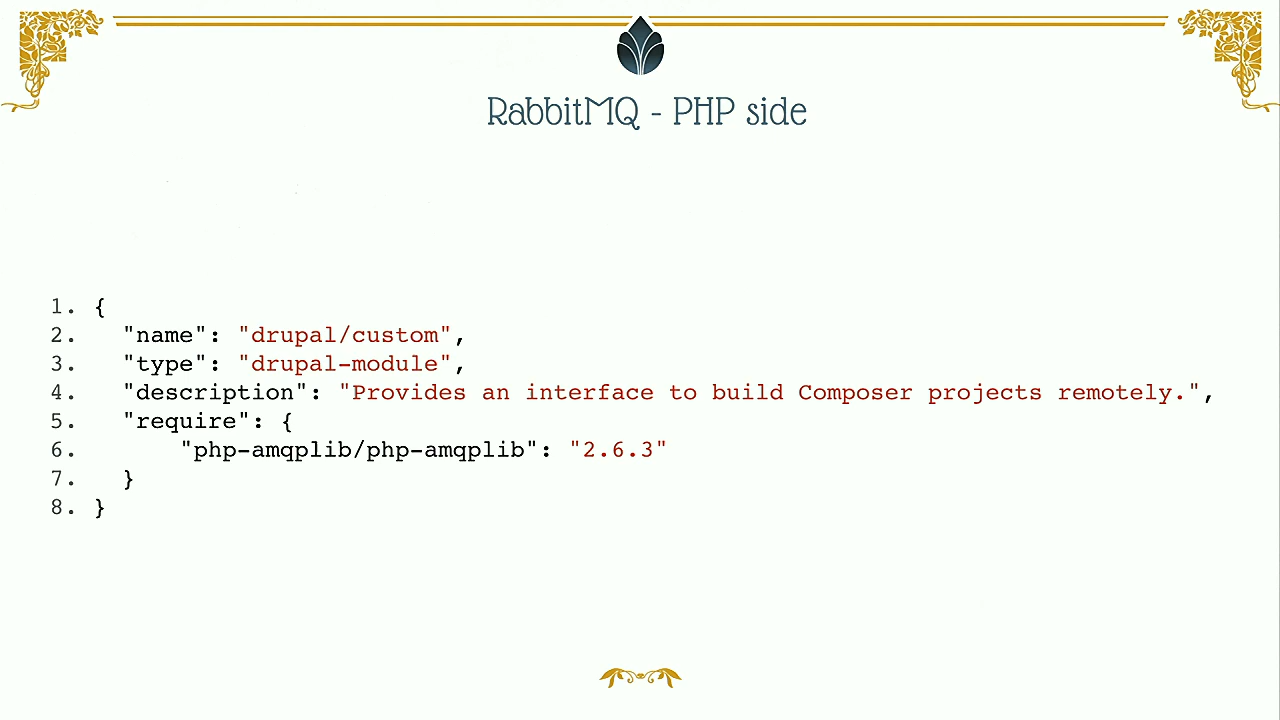 RabbitMQ - PHP side
1. {
2.   "name": "drupal/custom",
3.   "type": "drupal-module",
4.   "description": "Provides an interface to build Composer projects remotely.",
5.   "require": {
6.       "php-amqplib/php-amqplib": "2.6.3"
7.   }
8. }